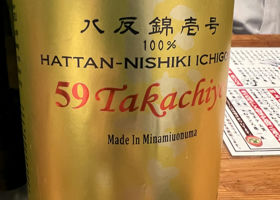 八反錦壱号
100%
HATTAN-NISHIKI ICHIGO
59 Takachiyo
Made In Minamiuonuma